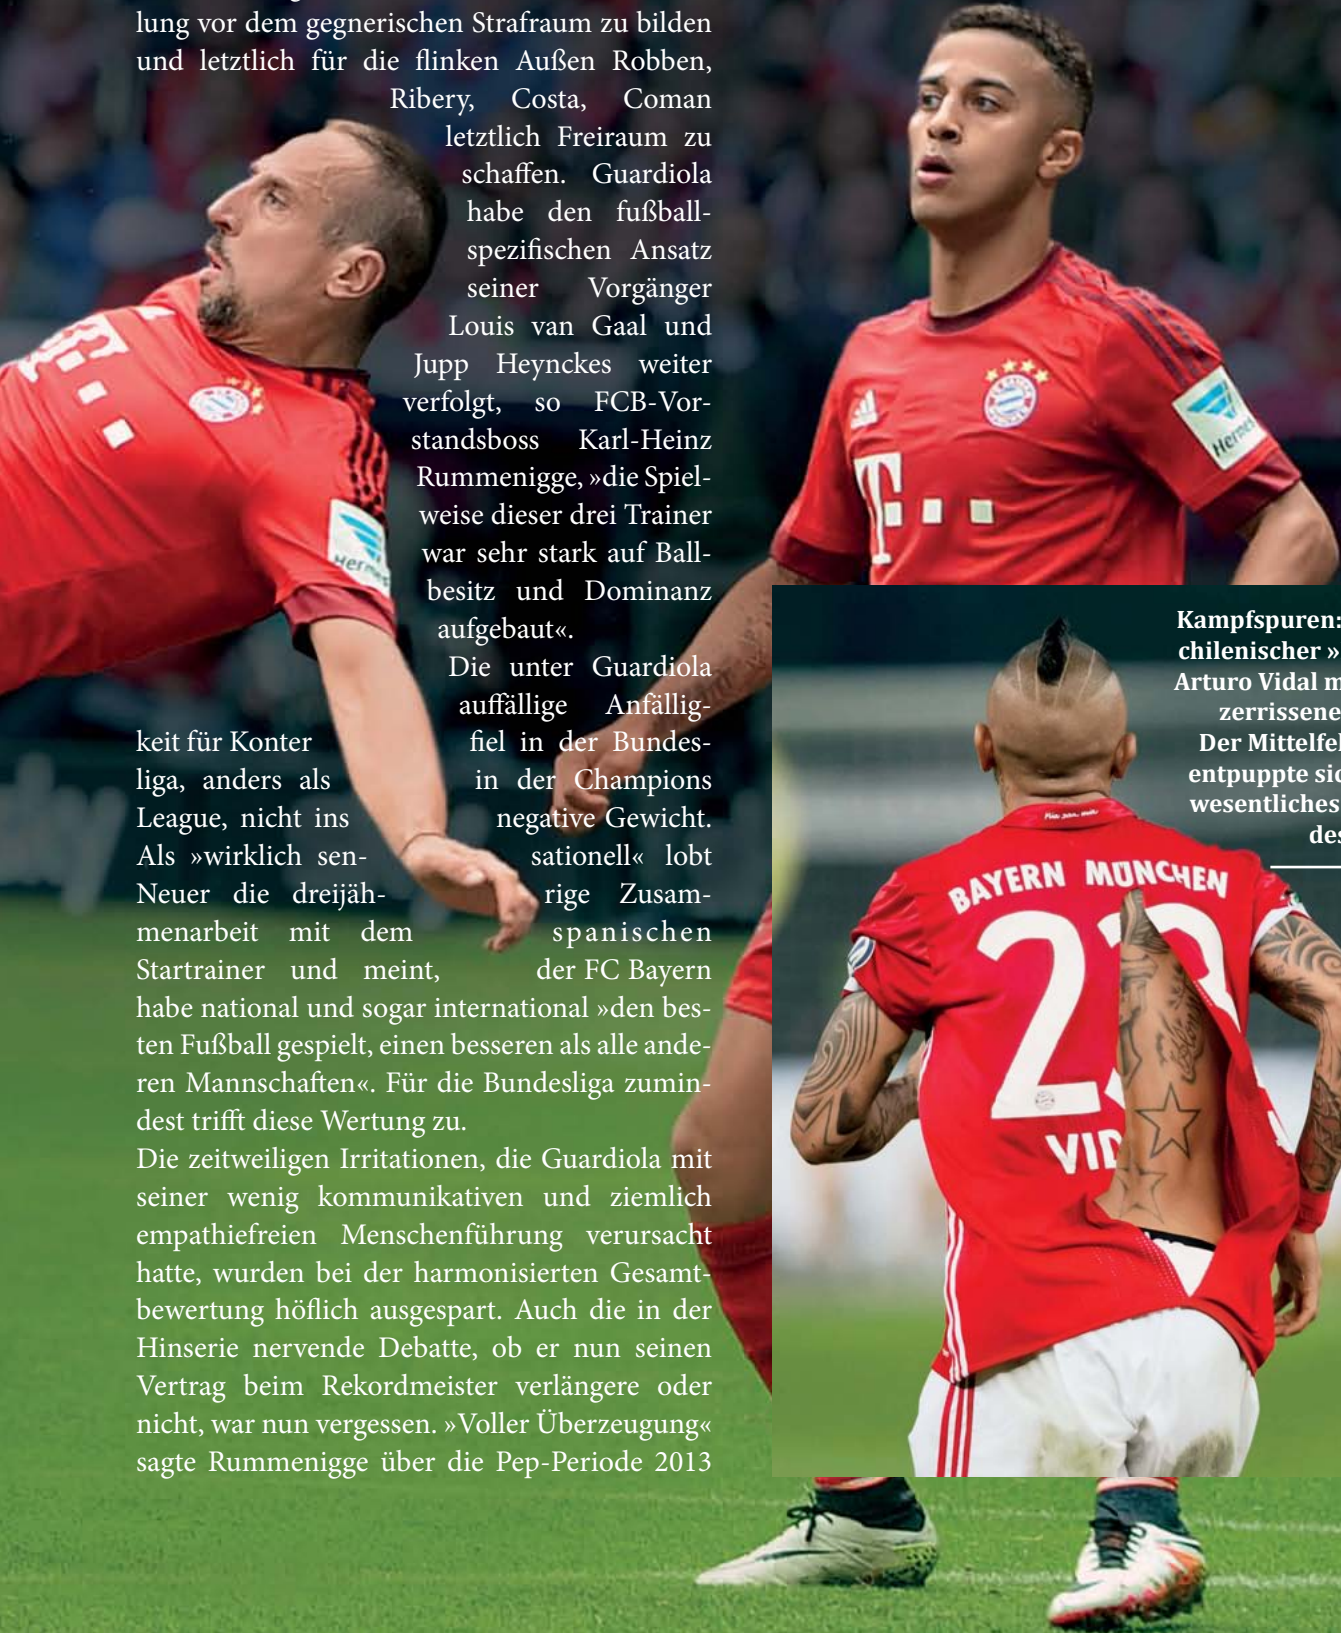 lung vor dem gegnerischen Strafraum zu bilden
und letztlich für die flinken Außen Robben,
Ribery, Costa, Coman
letztlich Freiraum zu
schaffen. Guardiola
habe den fußball-
spezifischen Ansatz
seiner Vorgänger
Louis van Gaal und
Jupp Heynckes weiter
verfolgt, so FCB-Vor-
standsboss Karl-Heinz
Rummenigge, »die Spiel-
weise dieser drei Trainer
war sehr stark auf Ball-
besitz und Dominanz
aufgebaut«.
Die unter Guardiola
auffällige Anfällig-
keit für Konter fiel in der Bundes-
liga, anders als in der Champions
League, nicht ins negative Gewicht.
Als »wirklich sen- sationell« lobt
Neuer die dreijäh- rige Zusam-
menarbeit mit dem spanischen
Startrainer und meint, der FC Bayern
habe national und sogar international »den bes-
ten Fußball gespielt, einen besseren als alle ande-
ren Mannschaften«. Für die Bundesliga zumin-
dest trifft diese Wertung zu.
Die zeitweiligen Irritationen, die Guardiola mit
seiner wenig kommunikativen und ziemlich
empathiefreien Menschenführung verursacht
hatte, wurden bei der harmonisierten Gesamt-
bewertung höflich ausgespart. Auch die in der
Hinserie nervende Debatte, ob er nun seinen
Vertrag beim Rekordmeister verlängere oder
nicht, war nun vergessen. »Voller Überzeugung«
sagte Rummenigge über die Pep-Periode 2013
Hermes
T
Hermes
Kampfspuren:
chilenischer »
Arturo Vidal m
zerrissene
Der Mittelfel
entpuppte sic
wesentliches
des
Mia san mia
BAYERN MÜNCHEN
23
VID